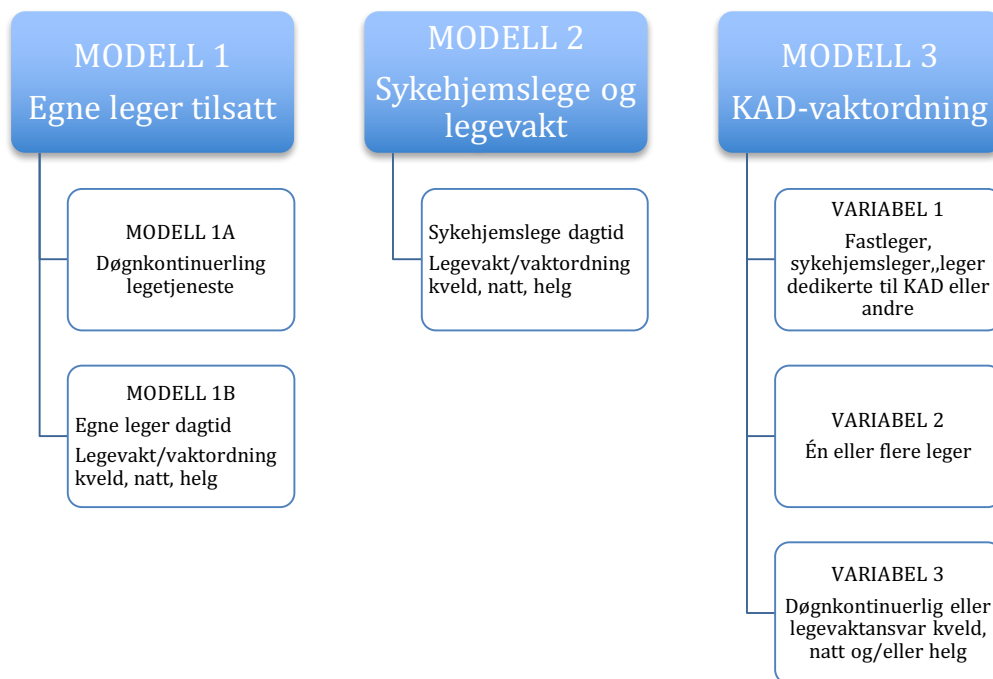 MODELL 1
Egne leger tilsatt
MODELL 1A
Døgnkontinuerling
legetjeneste
MODELL 1B
Egne leger dagtid
Legevakt/vaktordning
kveld, natt, helg
MODELL 2
Sykehjemslege og
legevakt
Sykehjemslege dagtid
Legevakt/vaktordning
kveld, natt, helg
MODELL 3
KAD-vaktordning
VARIABEL 1
Fastleger,
sykehjemsleger,,leger
dedikerte til KAD eller
andre
VARIABEL 2
Én eller flere leger
VARIABEL 3
Døgnkontinuerlig eller
legevaktansvar kveld,
natt og/eller helg